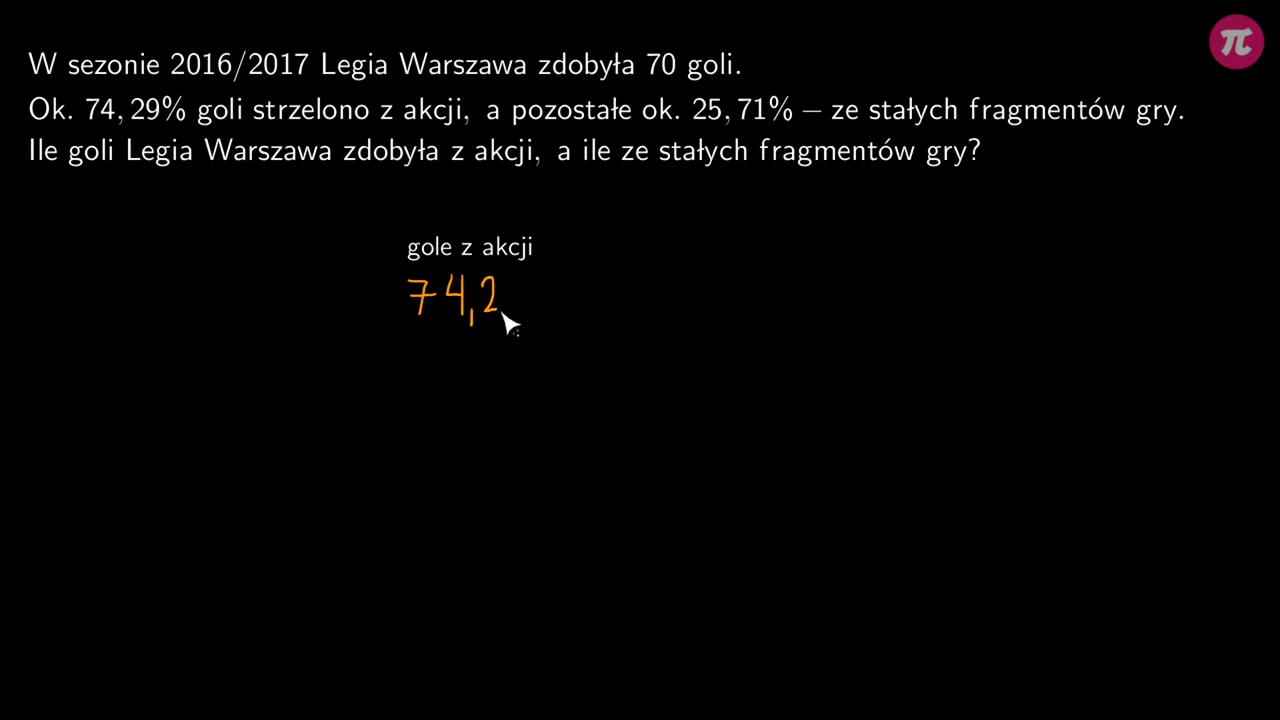 π
W sezonie 2016/2017 Legia Warszawa zdobyła 70 goli.
Ok. 74,29% goli strzelono z akcji, a pozostałe ok. 25,71% – ze stałych fragmentów gry.
Ile goli Legia Warszawa zdobyła z akcji, a ile ze stałych fragmentów gry?
gole z akcji
74,2